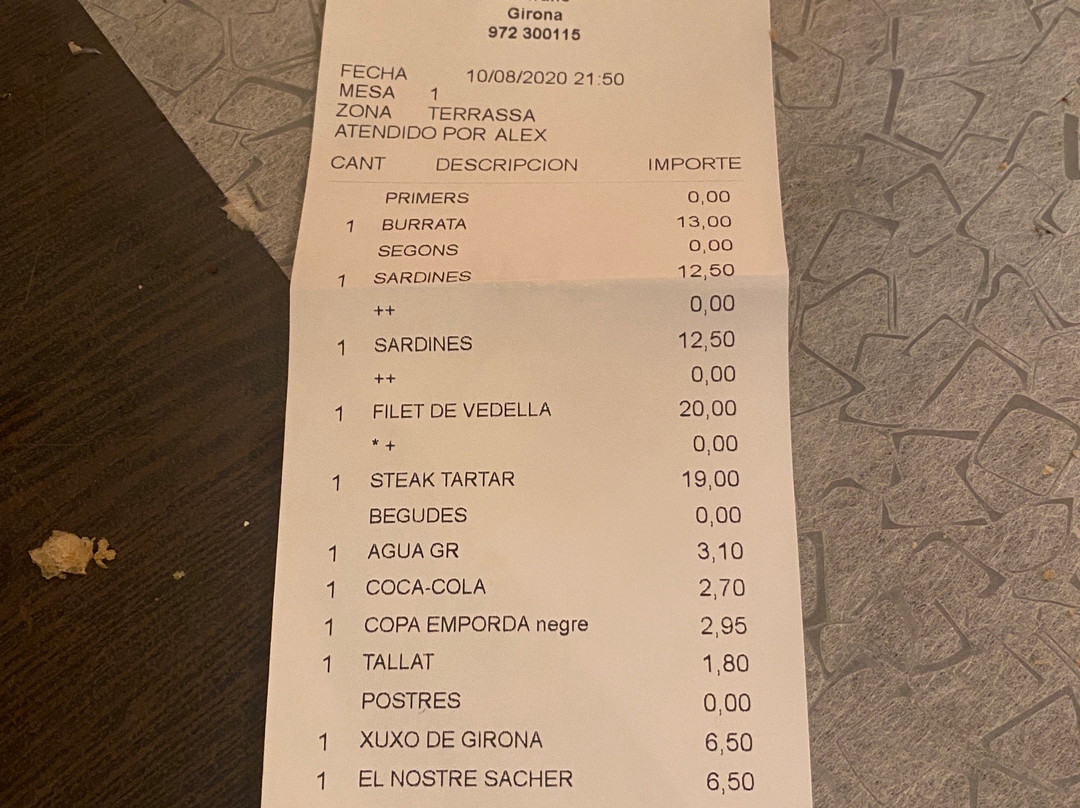 Girona
972 300115
FECHA 10/08/2020 21:50
MESA 1
ZONA TERRASSA
ATENDIDO POR ALEX
CANT DESCRIPCION IMPORTE
PRIMERS 0,00
1 BURRATA 13,00
SEGONS 0,00
1 SARDINES 12,50
++ 0,00
1 SARDINES 12,50
++ 0,00
1 FILET DE VEDELLA 20,00
* + 0,00
1 STEAK TARTAR 19,00
BEGUDES 0,00
1 AGUA GR 3,10
1 COCA-COLA 2,70
1 COPA EMPORDA negre 2,95
1 TALLAT 1,80
POSTRES 0,00
1 XUXO DE GIRONA 6,50
1 EL NOSTRE SACHER 6,50